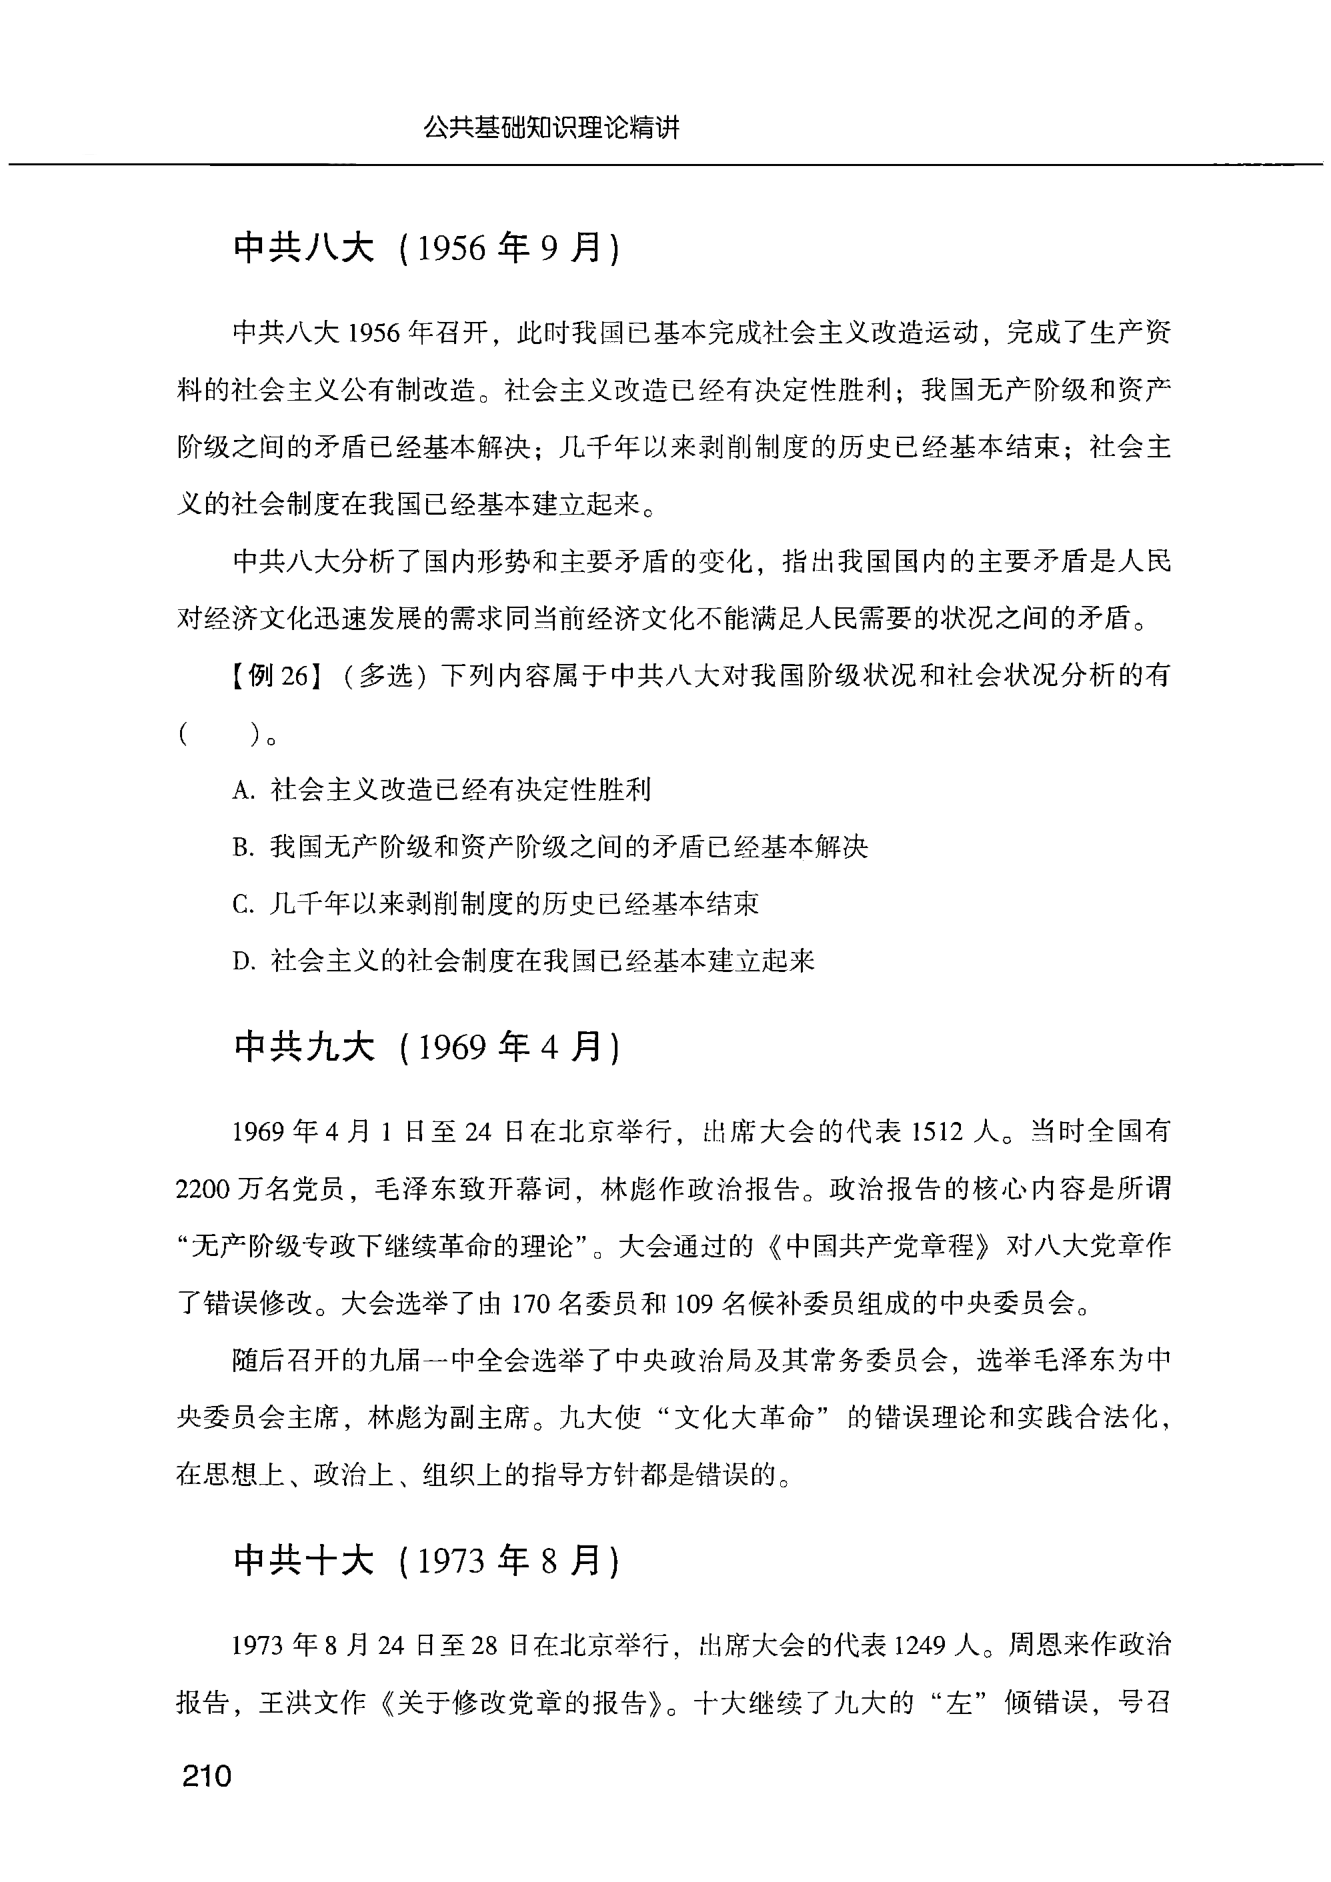 公共基础知识理论精讲
中共八大（1956 年 9 月）
中共八大 1956 年召开，此时我国已基本完成社会主义改造运动，完成了生产资
料的社会主义公有制改造。社会主义改造已经有决定性胜利；我国无产阶级和资产
阶级之间的矛盾已经基本解决；几千年以来剥削制度的历史已经基本结束；社会主
义的社会制度在我国已经基本建立起来。
中共八大分析了国内形势和主要矛盾的变化，指出我国国内的主要矛盾是人民
对经济文化迅速发展的需求同当前经济文化不能满足人民需要的状况之间的矛盾。
【例 26】（多选）下列内容属于中共八大对我国阶级状况和社会状况分析的有
（　　）。
A. 社会主义改造已经有决定性胜利
B. 我国无产阶级和资产阶级之间的矛盾已经基本解决
C. 几千年以来剥削制度的历史已经基本结束
D. 社会主义的社会制度在我国已经基本建立起来
中共九大（1969 年 4 月）
1969 年 4 月 1 日至 24 日在北京举行，出席大会的代表 1512 人。当时全国有
2200 万名党员，毛泽东致开幕词，林彪作政治报告。政治报告的核心内容是所谓
“无产阶级专政下继续革命的理论”。大会通过的《中国共产党章程》对八大党章作
了错误修改。大会选举了由 170 名委员和 109 名候补委员组成的中央委员会。
随后召开的九届一中全会选举了中央政治局及其常务委员会，选举毛泽东为中
央委员会主席，林彪为副主席。九大使“文化大革命”的错误理论和实践合法化，
在思想上、政治上、组织上的指导方针都是错误的。
中共十大（1973 年 8 月）
1973 年 8 月 24 日至 28 日在北京举行，出席大会的代表 1249 人。周恩来作政治
报告，王洪文作《关于修改党章的报告》。十大继续了九大的“左”倾错误，号召
210